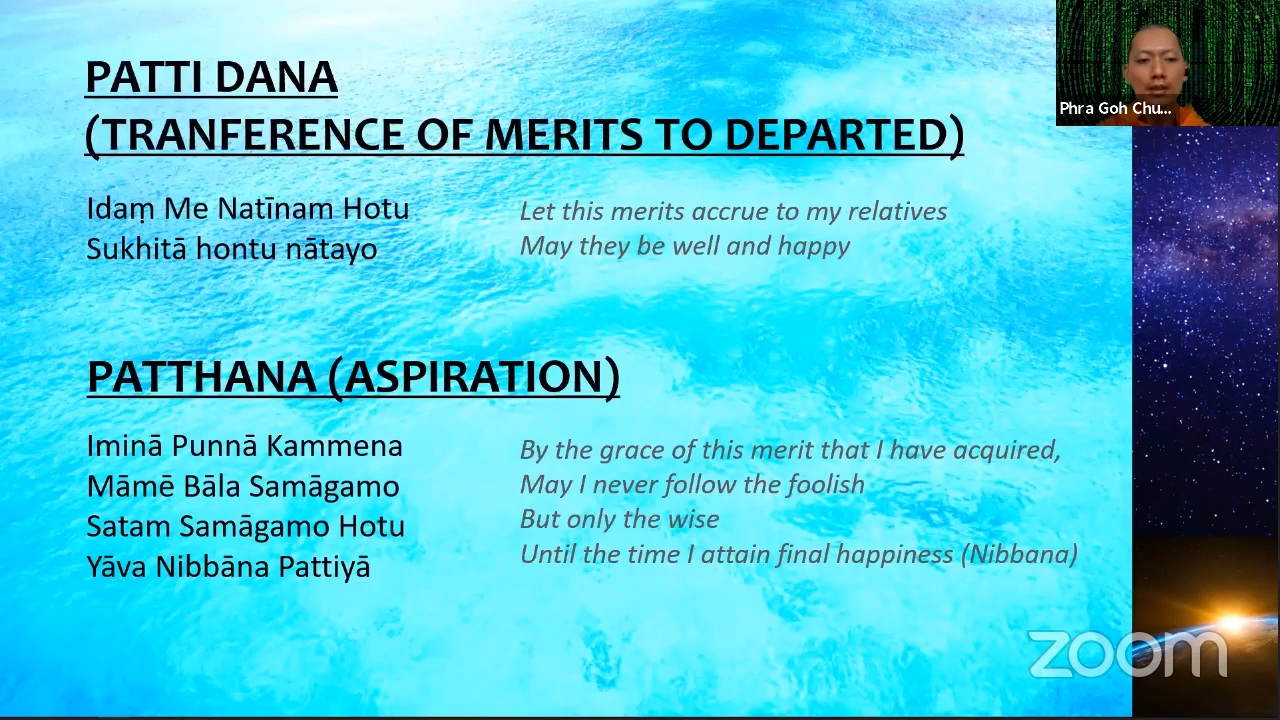 PATTI DANA
(TRANFERENCE OF MERITS TO DEPARTED)
Idaṃ Me Natīnam Hotu
Sukhitā hontu nātayo
Let this merits accrue to my relatives
May they be well and happy
PATTHANA (ASPIRATION)
Iminā Punnā Kammena
Māmē Bāla Samāgamo
Satam Samāgamo Hotu
Yāva Nibbāna Pattiyā
By the grace of this merit that I have acquired,
May I never follow the foolish
But only the wise
Until the time I attain final happiness (Nibbana)
Phra Goh Chu...
zoom